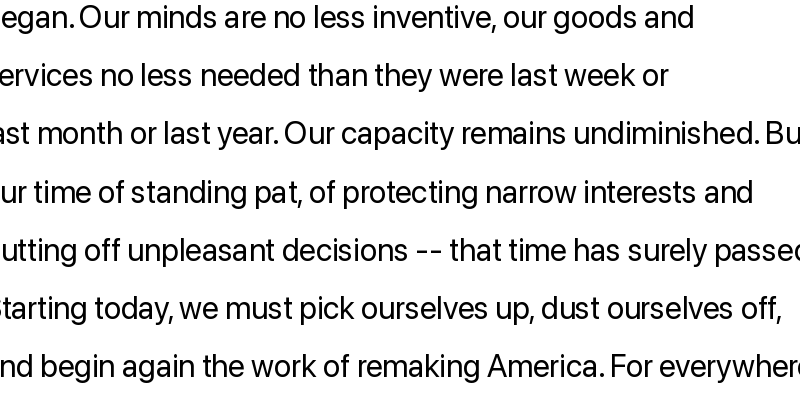 egan. Our minds are no less inventive, our goods and
ervices no less needed than they were last week or
ast month or last year. Our capacity remains undiminished. Bu
ur time of standing pat, of protecting narrow interests and
utting off unpleasant decisions -- that time has surely passed
Starting today, we must pick ourselves up, dust ourselves off,
nd begin again the work of remaking America. For everywhere